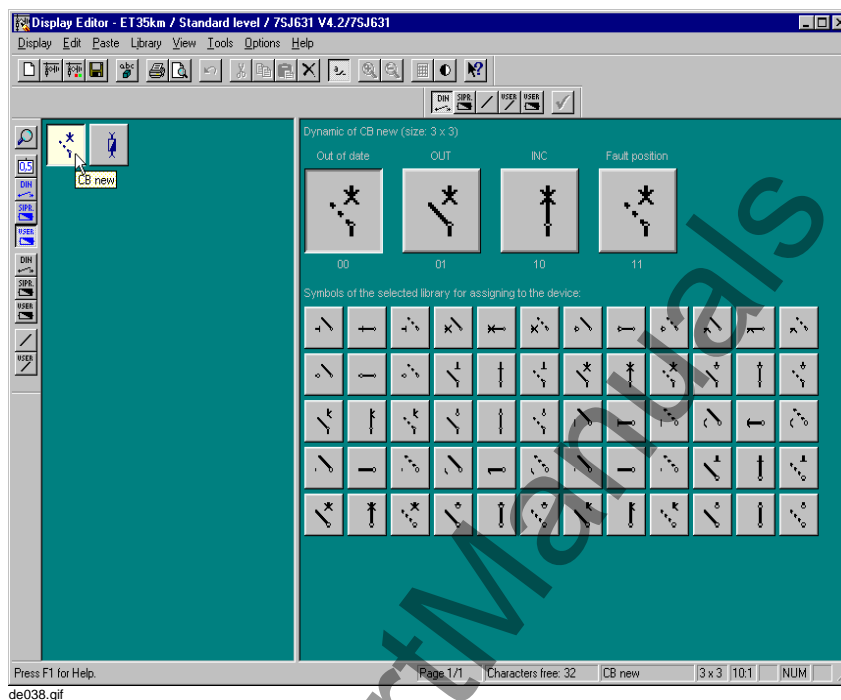 Display Editor - ET35km / Standard level / 7SJ631 V4.2/7SJ631
Display Edit Paste Library View Tools Options Help
abc
DIN SIPR. USER USER
0,5
DIN
SIPR.
USER
DIN
SIPR.
USER
USER
CB new
Dynamic of CB new (size: 3 x 3)
Out of date OUT INC Fault position
00 01 10 11
Symbols of the selected library for assigning to the device:
Press F1 for Help. Page 1/1 Characters free: 32 CB new 3 x 3 10:1 NUM
de038.gif
artManuals